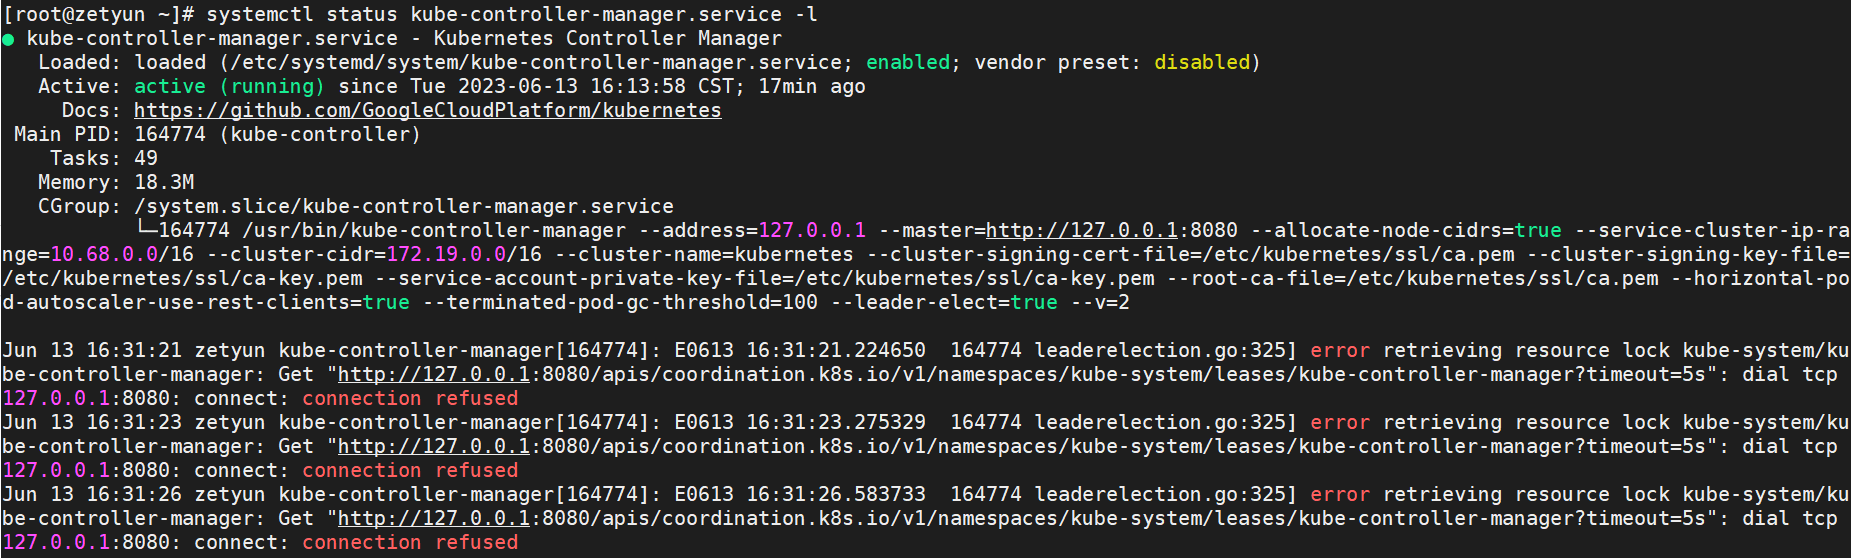 [root@zetyun ~]# systemctl status kube-controller-manager.service -l
● kube-controller-manager.service - Kubernetes Controller Manager
   Loaded: loaded (/etc/systemd/system/kube-controller-manager.service; enabled; vendor preset: disabled)
   Active: active (running) since Tue 2023-06-13 16:13:58 CST; 17min ago
     Docs: https://github.com/GoogleCloudPlatform/kubernetes
 Main PID: 164774 (kube-controller)
    Tasks: 49
   Memory: 18.3M
   CGroup: /system.slice/kube-controller-manager.service
           └─164774 /usr/bin/kube-controller-manager --address=127.0.0.1 --master=http://127.0.0.1:8080 --allocate-node-cidrs=true --service-cluster-ip-ra
nge=10.68.0.0/16 --cluster-cidr=172.19.0.0/16 --cluster-name=kubernetes --cluster-signing-cert-file=/etc/kubernetes/ssl/ca.pem --cluster-signing-key-file=
/etc/kubernetes/ssl/ca-key.pem --service-account-private-key-file=/etc/kubernetes/ssl/ca-key.pem --root-ca-file=/etc/kubernetes/ssl/ca.pem --horizontal-po
d-autoscaler-use-rest-clients=true --terminated-pod-gc-threshold=100 --leader-elect=true --v=2

Jun 13 16:31:21 zetyun kube-controller-manager[164774]: E0613 16:31:21.224650  164774 leaderelection.go:325] error retrieving resource lock kube-system/ku
be-controller-manager: Get "http://127.0.0.1:8080/apis/coordination.k8s.io/v1/namespaces/kube-system/leases/kube-controller-manager?timeout=5s": dial tcp
127.0.0.1:8080: connect: connection refused
Jun 13 16:31:23 zetyun kube-controller-manager[164774]: E0613 16:31:23.275329  164774 leaderelection.go:325] error retrieving resource lock kube-system/ku
be-controller-manager: Get "http://127.0.0.1:8080/apis/coordination.k8s.io/v1/namespaces/kube-system/leases/kube-controller-manager?timeout=5s": dial tcp
127.0.0.1:8080: connect: connection refused
Jun 13 16:31:26 zetyun kube-controller-manager[164774]: E0613 16:31:26.583733  164774 leaderelection.go:325] error retrieving resource lock kube-system/ku
be-controller-manager: Get "http://127.0.0.1:8080/apis/coordination.k8s.io/v1/namespaces/kube-system/leases/kube-controller-manager?timeout=5s": dial tcp
127.0.0.1:8080: connect: connection refused